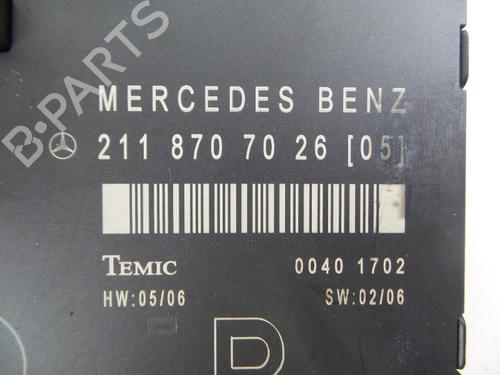 MERCEDES BENZ
211 870 70 26 [05]
TEMIC 0040 1702
HW:05/06 SW:02/06
B-PARTS